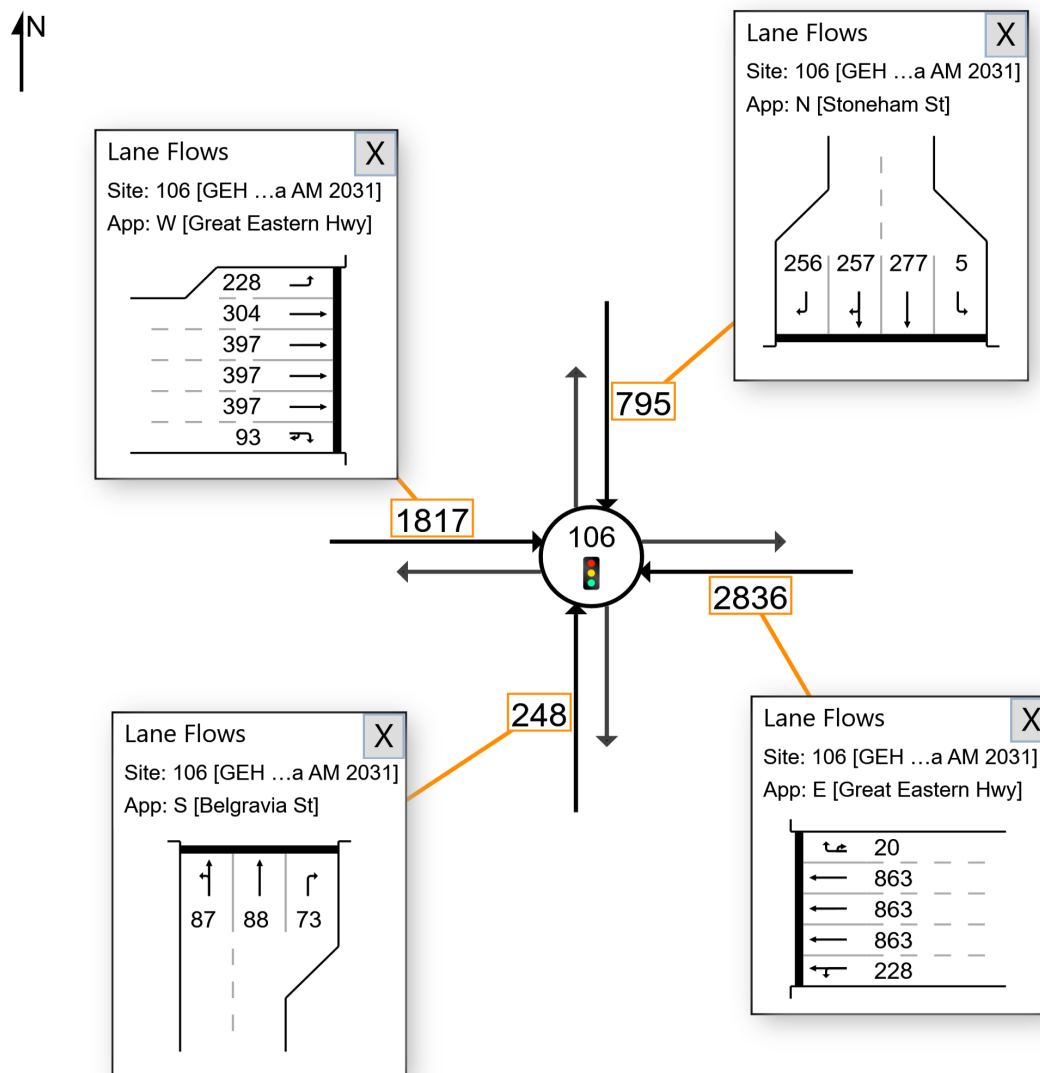 N
Lane Flows X
Site: 106 [GEH ...a AM 2031]
App: N [Stoneham St]
256 257 277 5
Lane Flows X
Site: 106 [GEH ...a AM 2031]
App: W [Great Eastern Hwy]
228
304
397
397
397
93
795
1817
106
2836
248
Lane Flows X
Site: 106 [GEH ...a AM 2031]
App: S [Belgravia St]
87 88 73
Lane Flows X
Site: 106 [GEH ...a AM 2031]
App: E [Great Eastern Hwy]
20
863
863
863
228